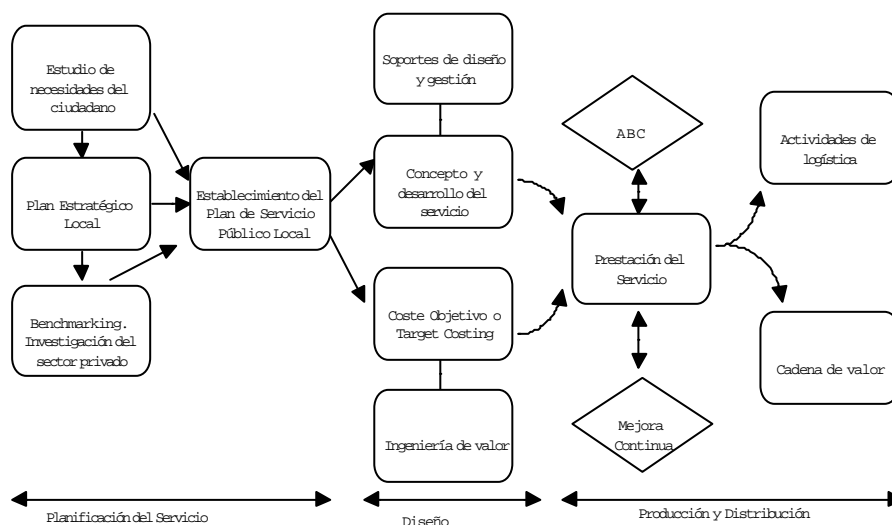 Estudio de
necesidades del
ciudadano
Plan Estratégico
Local
Benchmarking.
Investigación del
sector privado
Establecimiento del
Plan de Servicio
Público Local
Soportes de diseño
y gestión
Concepto y
desarrollo del
servicio
Coste Objetivo o
Target Costing
Ingeniería de valor
ABC
Prestación del
Servicio
Mejora
Continua
Actividades de
logística
Cadena de valor
Planificación del Servicio
Diseño
Producción y Distribución